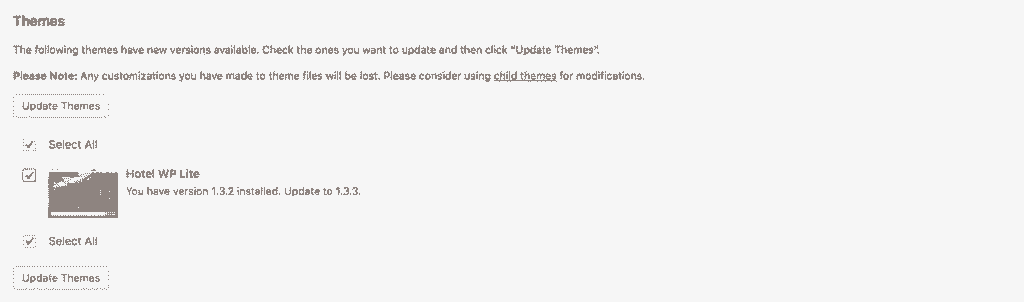 Themes
The following themes have new versions available. Check the ones you want to update and then click “Update Themes”.
Please Note: Any customizations you have made to theme files will be lost. Please consider using child themes for modifications.
Update Themes
Select All
Hotel WP Lite
You have version 1.3.2 installed. Update to 1.3.3.
Select All
Update Themes